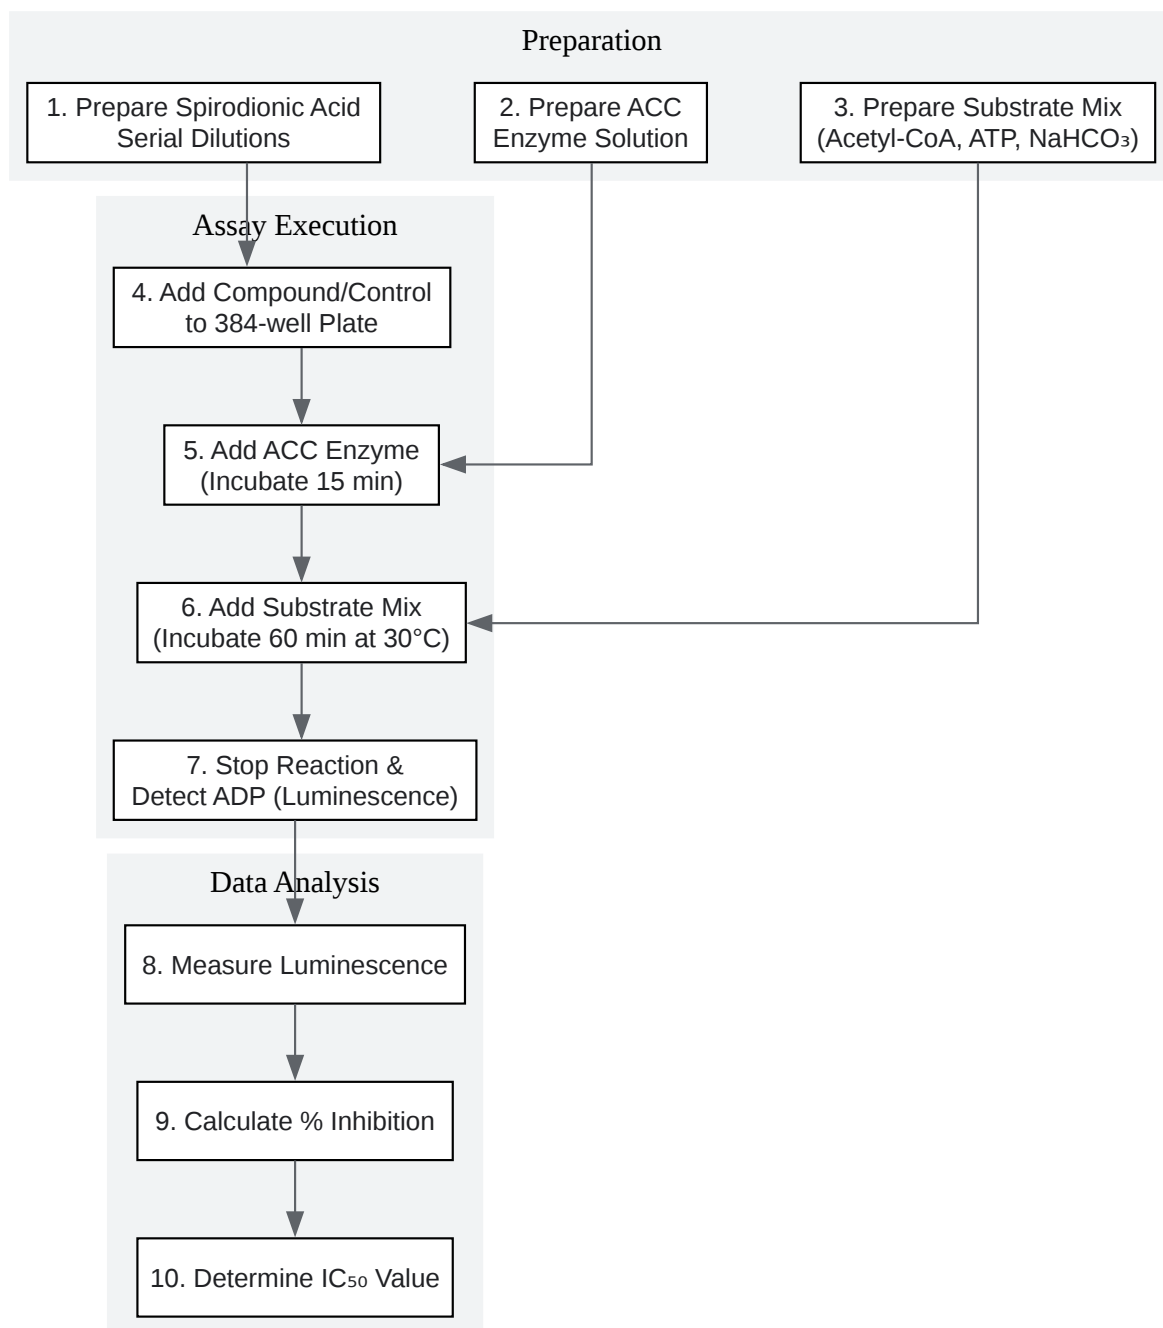 Preparation
1. Prepare Spirodionic Acid
Serial Dilutions
2. Prepare ACC
Enzyme Solution
3. Prepare Substrate Mix
(Acetyl-CoA, ATP, NaHCO₃)
Assay Execution
4. Add Compound/Control
to 384-well Plate
5. Add ACC Enzyme
(Incubate 15 min)
6. Add Substrate Mix
(Incubate 60 min at 30°C)
7. Stop Reaction &
Detect ADP (Luminescence)
Data Analysis
8. Measure Luminescence
9. Calculate % Inhibition
10. Determine IC₅₀ Value